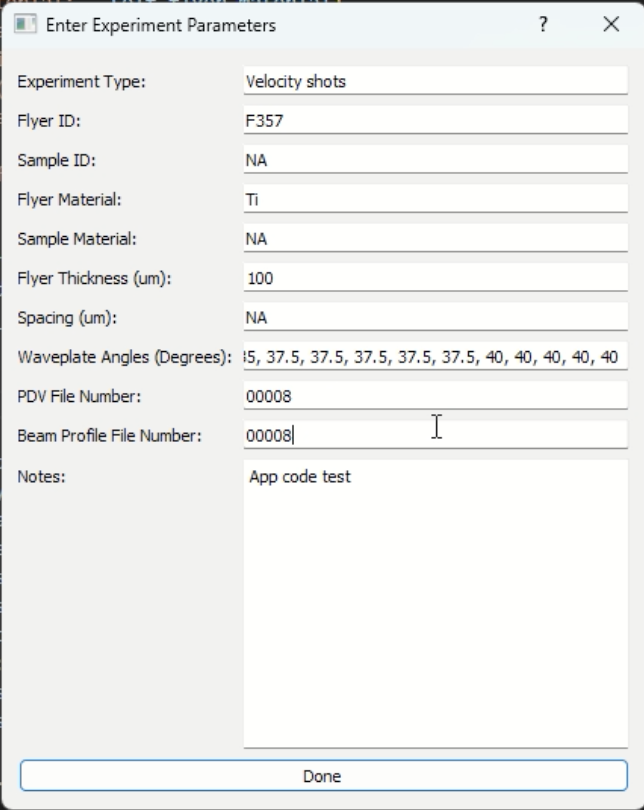 Enter Experiment Parameters ?
Experiment Type: Velocity shots
Flyer ID: F357
Sample ID: NA
Flyer Material: Ti
Sample Material: NA
Flyer Thickness (um): 100
Spacing (um): NA
Waveplate Angles (Degrees): 37.5, 37.5, 37.5, 37.5, 37.5, 40, 40, 40, 40, 40
PDV File Number: 00008
Beam Profile File Number: 00008
Notes: App code test
Done